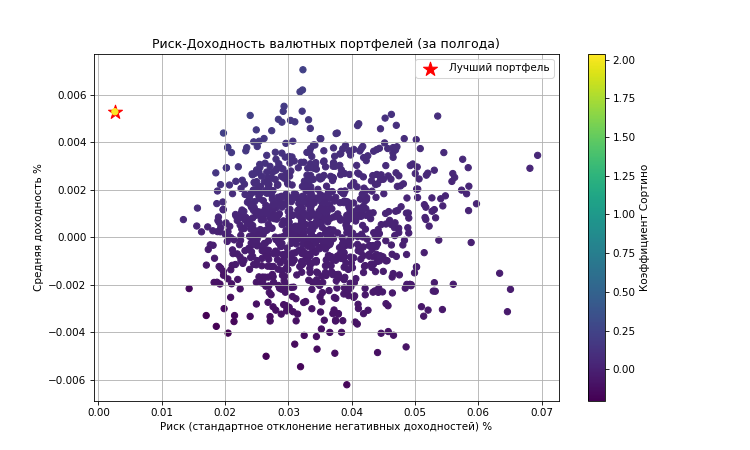 Риск-Доходность валютных портфелей (за полгода)
Лучший портфель
Средняя доходность %
0.006
0.004
0.002
0.000
−0.002
−0.004
−0.006
0.00 0.01 0.02 0.03 0.04 0.05 0.06 0.07
Риск (стандартное отклонение негативных доходностей) %
2.00
1.75
1.50
1.25
1.00
0.75
0.50
0.25
0.00
Коэффициент Сортино